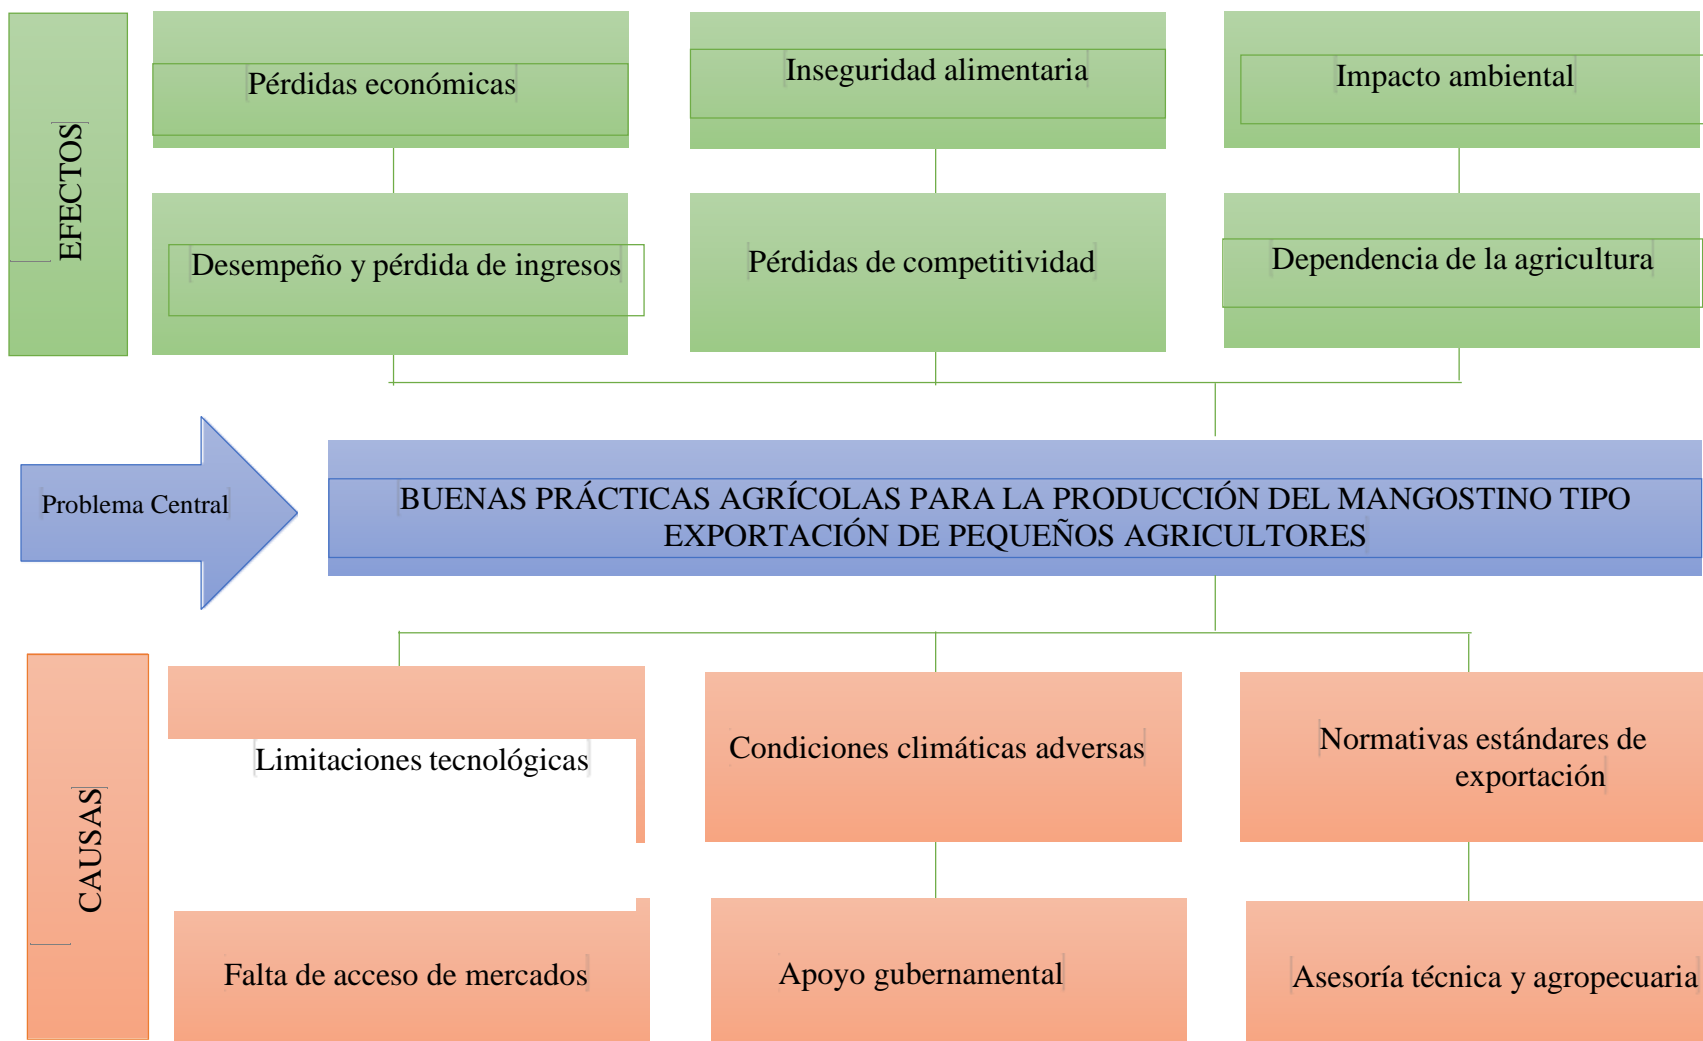 EFECTOS
Pérdidas económicas
Inseguridad alimentaria
Impacto ambiental
Desempeño y pérdida de ingresos
Pérdidas de competitividad
Dependencia de la agricultura
Problema Central
BUENAS PRÁCTICAS AGRÍCOLAS PARA LA PRODUCCIÓN DEL MANGOSTINO TIPO
EXPORTACIÓN DE PEQUEÑOS AGRICULTORES
CAUSAS
Limitaciones tecnológicas
Condiciones climáticas adversas
Normativas estándares de
exportación
Falta de acceso de mercados
Apoyo gubernamental
Asesoría técnica y agropecuaria